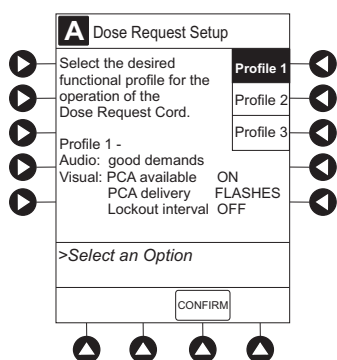 A Dose Request Setup
Select the desired
functional profile for the
operation of the
Dose Request Cord.
Profile 1
Profile 2
Profile 3
Profile 1 -
Audio: good demands
Visual: PCA available ON
PCA delivery FLASHES
Lockout interval OFF
>Select an Option
CONFIRM